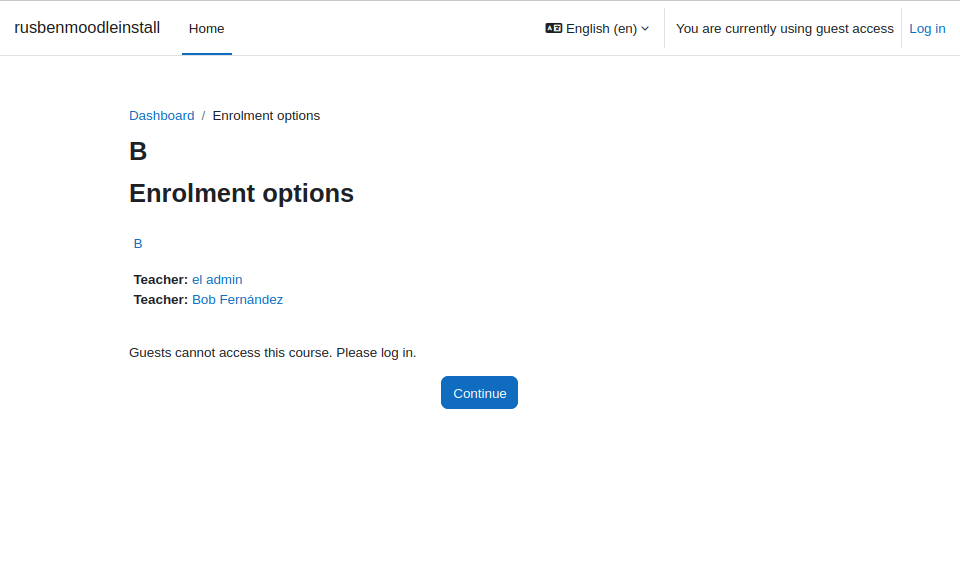 rusbenmoodleinstall Home English (en) You are currently using guest access Log in
Dashboard / Enrolment options
B
Enrolment options
B
Teacher: el admin
Teacher: Bob Fernández
Guests cannot access this course. Please log in.
Continue